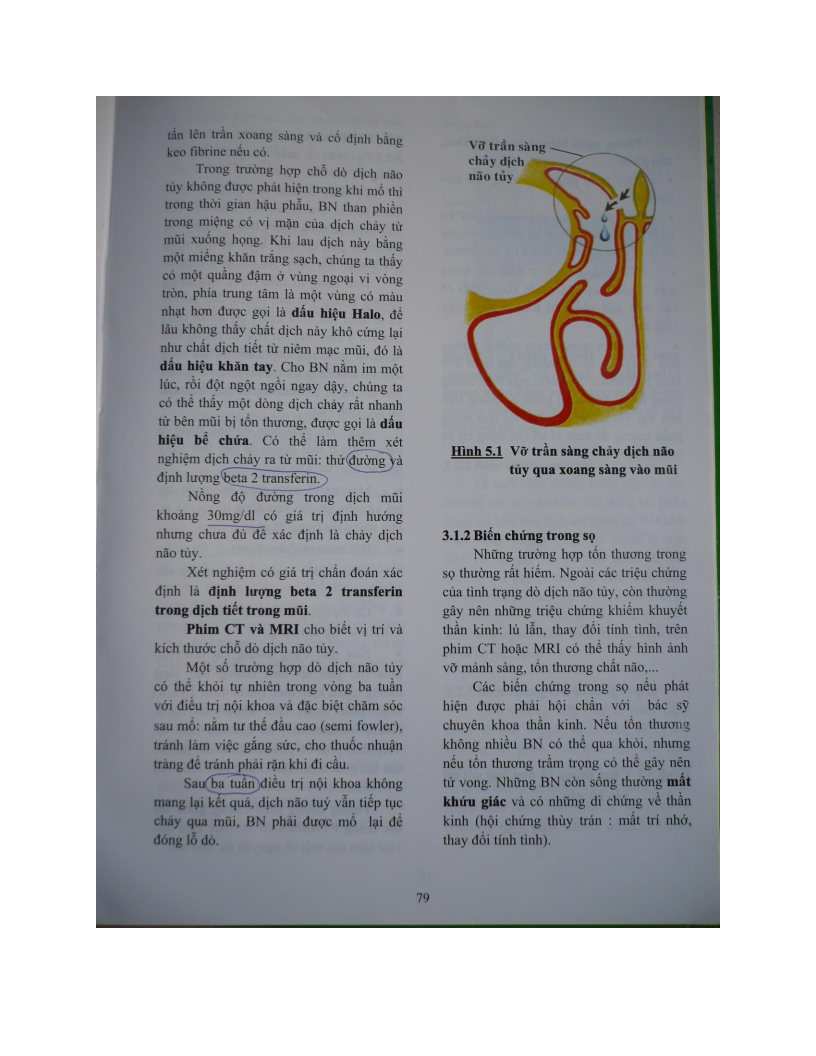 tấn lên trần xoang sàng và cố định bằng
keo fibrine nếu có.
Trong trường hợp chỗ dò dịch não
tủy không được phát hiện trong khi mổ thì
trong thời gian hậu phẫu, BN than phiền
trong miệng có vị mặn của dịch chảy từ
mũi xuống họng. Khi lau dịch này bằng
một miếng khăn trắng sạch, chúng ta thấy
có một quầng đậm ở vùng ngoại vi vòng
tròn, phía trung tâm là một vùng có màu
nhạt hơn được gọi là dấu hiệu Halo, để
lâu không thấy chất dịch này khô cứng lại
như chất dịch tiết từ niêm mạc mũi, đó là
dấu hiệu khăn tay. Cho BN nằm im một
lúc, rồi đột ngột ngồi ngay dậy, chúng ta
có thể thấy một dòng dịch chảy rất nhanh
từ bên mũi bị tổn thương, được gọi là dấu
hiệu bể chứa. Có thể làm thêm xét
nghiệm dịch chảy ra từ mũi: thử đường và
định lượng beta 2 transferin.
Nồng độ đường trong dịch mũi
khoảng 30mg/dl có giá trị định hướng
nhưng chưa đủ để xác định là chảy dịch
não tủy.
Xét nghiệm có giá trị chẩn đoán xác
định là định lượng beta 2 transferin
trong dịch tiết trong mũi.
Phim CT và MRI cho biết vị trí và
kích thước chỗ dò dịch não tủy.
Một số trường hợp dò dịch não tủy
có thể khỏi tự nhiên trong vòng ba tuần
với điều trị nội khoa và đặc biệt chăm sóc
sau mổ: nằm tư thế đầu cao (semi fowler),
tránh làm việc gắng sức, cho thuốc nhuận
tràng để tránh phải rặn khi đi cầu.
Sau ba tuần điều trị nội khoa không
mang lại kết quả, dịch não tuỷ vẫn tiếp tục
chảy qua mũi, BN phải được mổ lại để
đóng lỗ dò.
Vỡ trần sàng
chảy dịch
não tủy
Hình 5.1 Vỡ trần sàng chảy dịch não
tủy qua xoang sàng vào mũi
3.1.2 Biến chứng trong sọ
Những trường hợp tổn thương trong
sọ thường rất hiếm. Ngoài các triệu chứng
của tình trạng dò dịch não tủy, còn thường
gây nên những triệu chứng khiếm khuyết
thần kinh: lú lẫn, thay đổi tính tình, trên
phim CT hoặc MRI có thể thấy hình ảnh
vỡ mảnh sàng, tổn thương chất não,...
Các biến chứng trong sọ nếu phát
hiện được phải hội chẩn với bác sỹ
chuyên khoa thần kinh. Nếu tổn thương
không nhiều BN có thể qua khỏi, nhưng
nếu tổn thương trầm trọng có thể gây nên
tử vong. Những BN còn sống thường mất
khứu giác và có những di chứng về thần
kinh (hội chứng thùy trán : mất trí nhớ,
thay đổi tính tình).
79